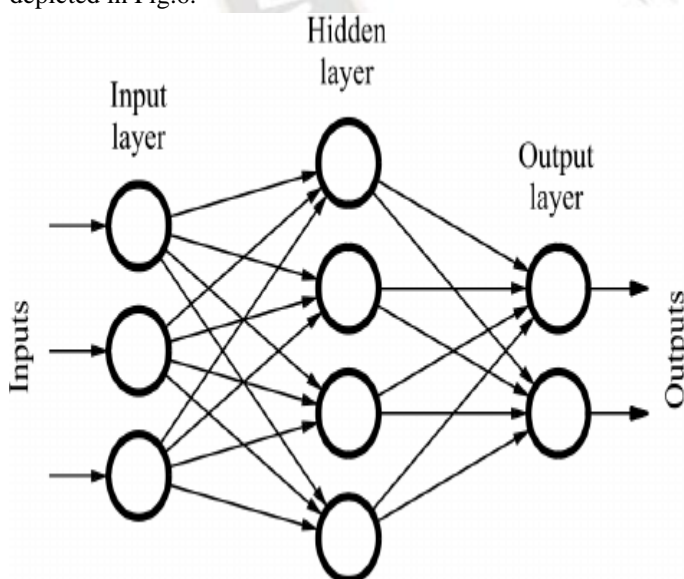 depicted in Fig.8.
Hidden
layer
Input
layer
Output
layer
Inputs
Outputs